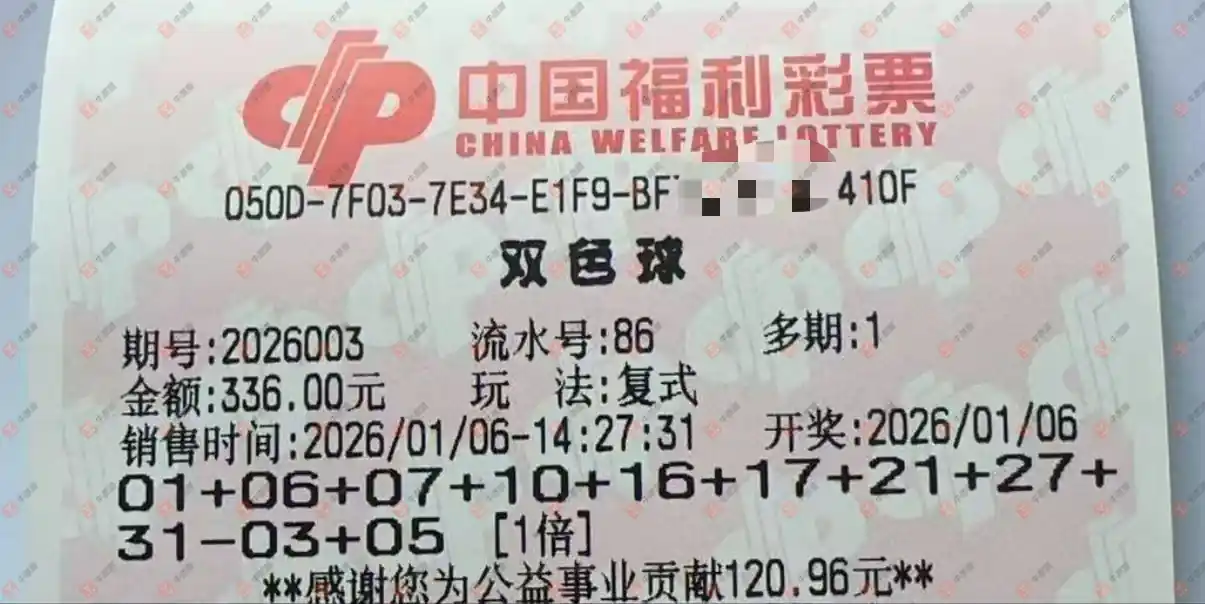 中国福利彩票
CHINA WELFARE LOTTERY
050D-7F03-7E34-E1F9-BF 410F
双色球
期号:2026003 流水号:86 多期:1
金额:336.00元 玩 法:复式
销售时间:2026/01/06-14:27:31 开奖:2026/01/06
01+06+07+10+16+17+21+27+
31-03+05 [1倍]
**感谢您为公益事业贡献120.96元**